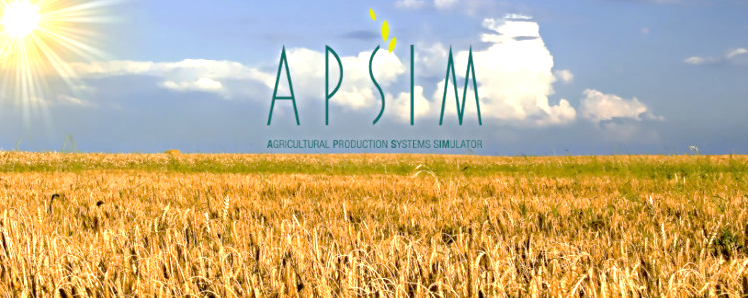 APSIM
AGRICULTURAL PRODUCTION SYSTEMS SIMULATOR